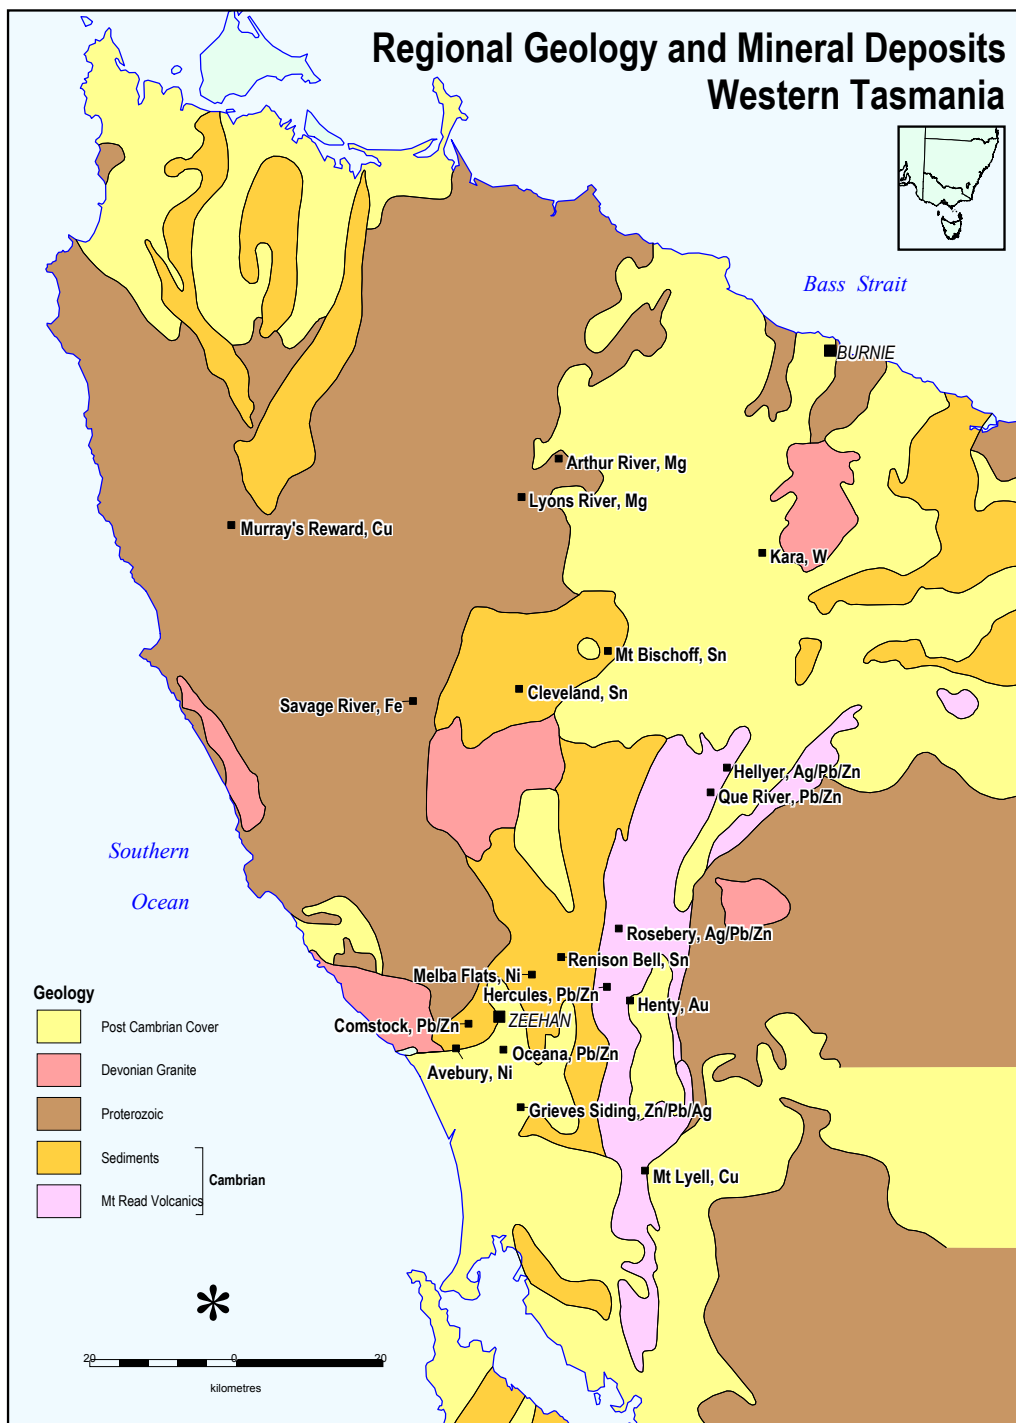 Regional Geology and Mineral Deposits
Western Tasmania
Bass Strait
BURNIE
Arthur River, Mg
Lyons River, Mg
Murray's Reward, Cu
Kara, W
Mt Bischoff, Sn
Cleveland, Sn
Savage River, Fe
Hellyer, Ag/Pb/Zn
Que River, Pb/Zn
Southern
Ocean
Rosebery, Ag/Pb/Zn
Renison Bell, Sn
Melba Flats, Ni
Hercules, Pb/Zn
Henty, Au
Geology
ZEEHAN
Comstock, Pb/Zn
Post Cambrian Cover
Oceana, Pb/Zn
Avebury, Ni
Devonian Granite
Proterozoic
Grieves Siding, Zn/Pb/Ag
Sediments
Cambrian
Mt Lyell, Cu
Mt Read Volcanics
*
20 0 20
kilometres